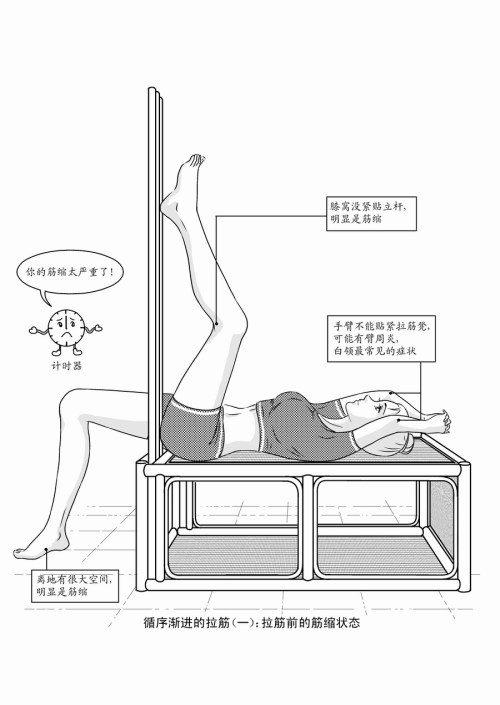 膝窝没紧贴立杆，
明显是筋缩
你的筋缩太严重了！
计时器
手臂不能贴紧拉筋凳，
可能有臂周炎，
白领最常见的症状
离地有很大空间，
明显是筋缩
循序渐进的拉筋（一）：拉筋前的筋缩状态